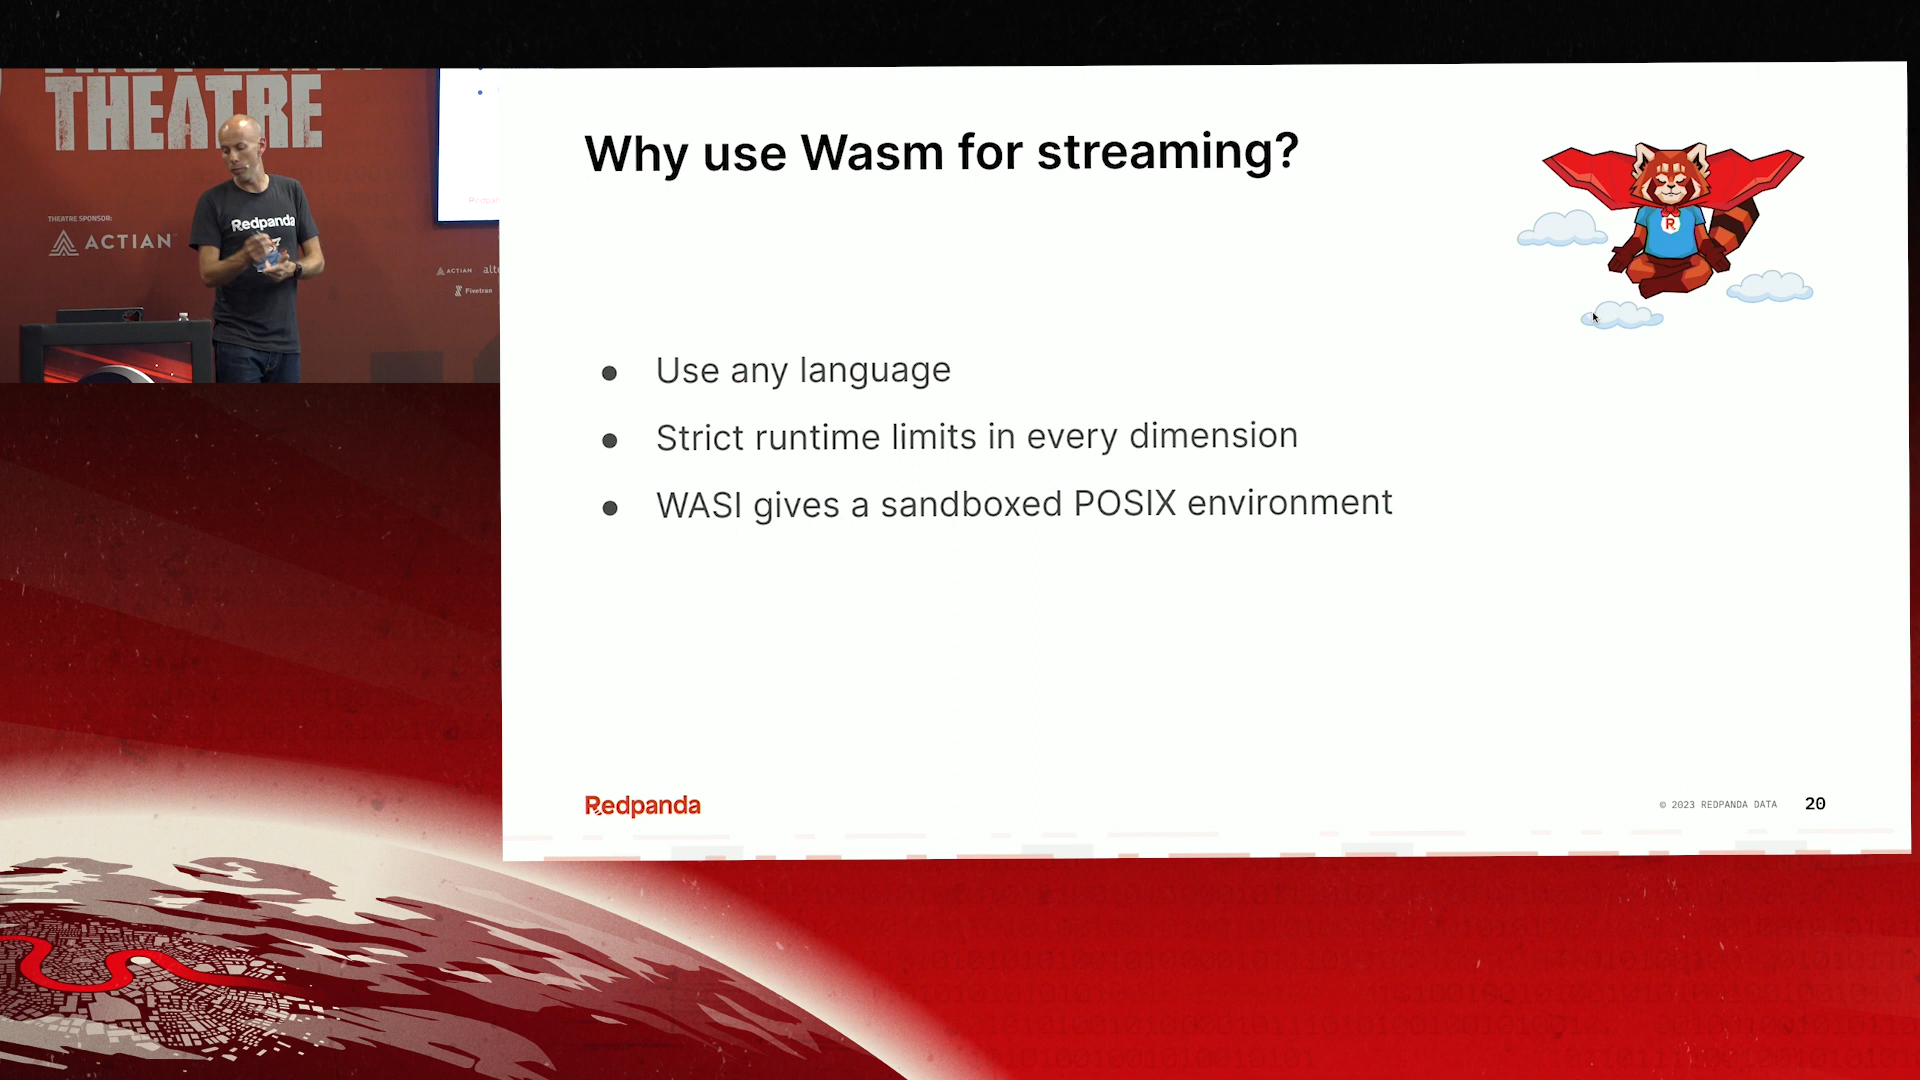 THEATRE
THEATRE SPONSOR:
ACTIAN
Redpanda
ACTIAN
Fivetran
Why use Wasm for streaming?
R
● Use any language
● Strict runtime limits in every dimension
● WASI gives a sandboxed POSIX environment
Redpanda
© 2023 REDPANDA DATA 20